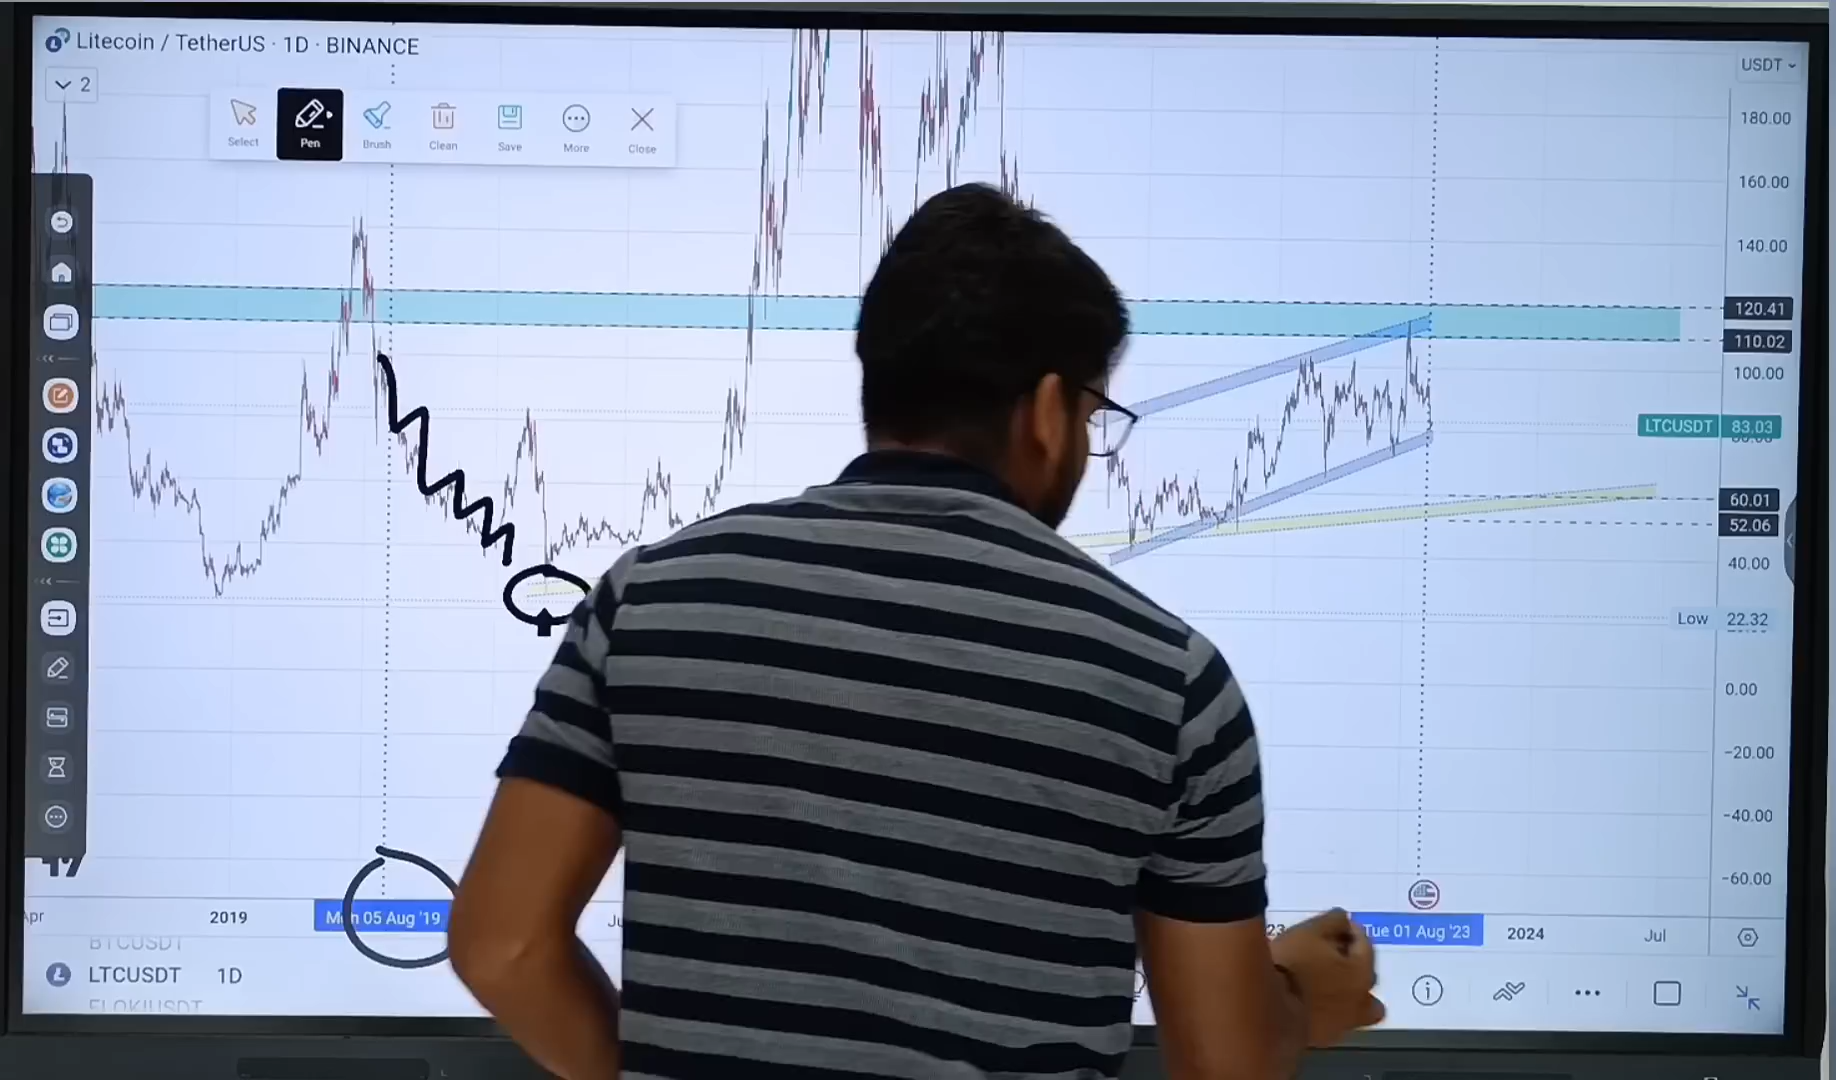 Litecoin / TetherUS · 1D · BINANCE
USDT
2
Select
Pen
Brush
Clean
Save
More
Close
180.00
160.00
140.00
120.41
110.02
100.00
LTCUSDT 83.03
60.01
52.06
40.00
Low 22.32
0.00
−20.00
−40.00
−60.00
2019
Mon 05 Aug '19
Tue 01 Aug '23
2024
Jul
BTCUSDT
LTCUSDT 1D
FLOKIUSDT